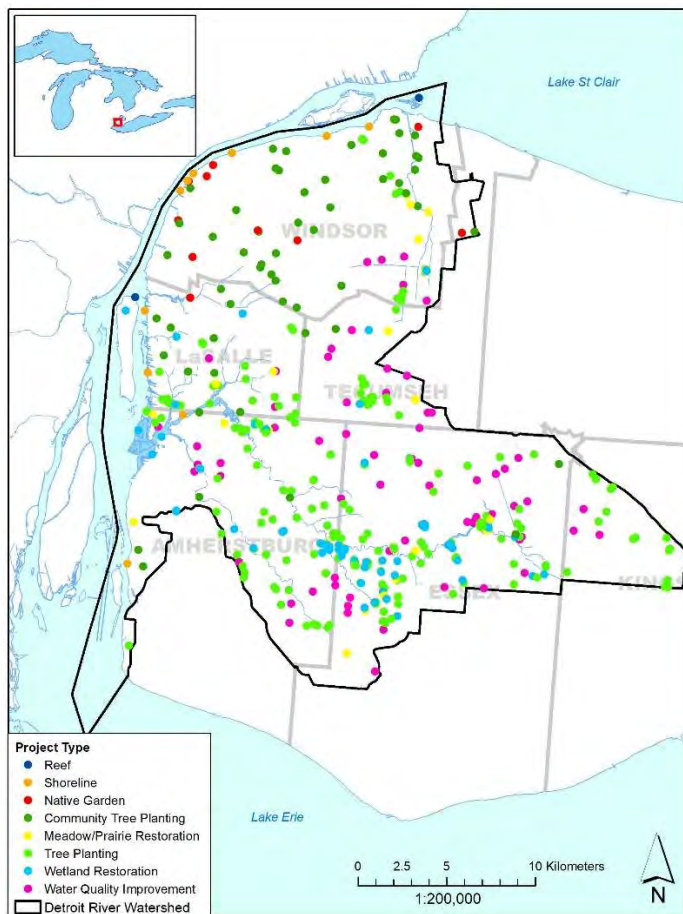 Lake St Clair
WINDSOR
LaSALLE
TECUMSEH
AMHERSTBURG
ESSEX
KINGS
Lake Erie
Project Type
Reef
Shoreline
Native Garden
Community Tree Planting
Meadow/Prairie Restoration
Tree Planting
Wetland Restoration
Water Quality Improvement
Detroit River Watershed
0 2.5 5 10 Kilometers
1:200,000
N